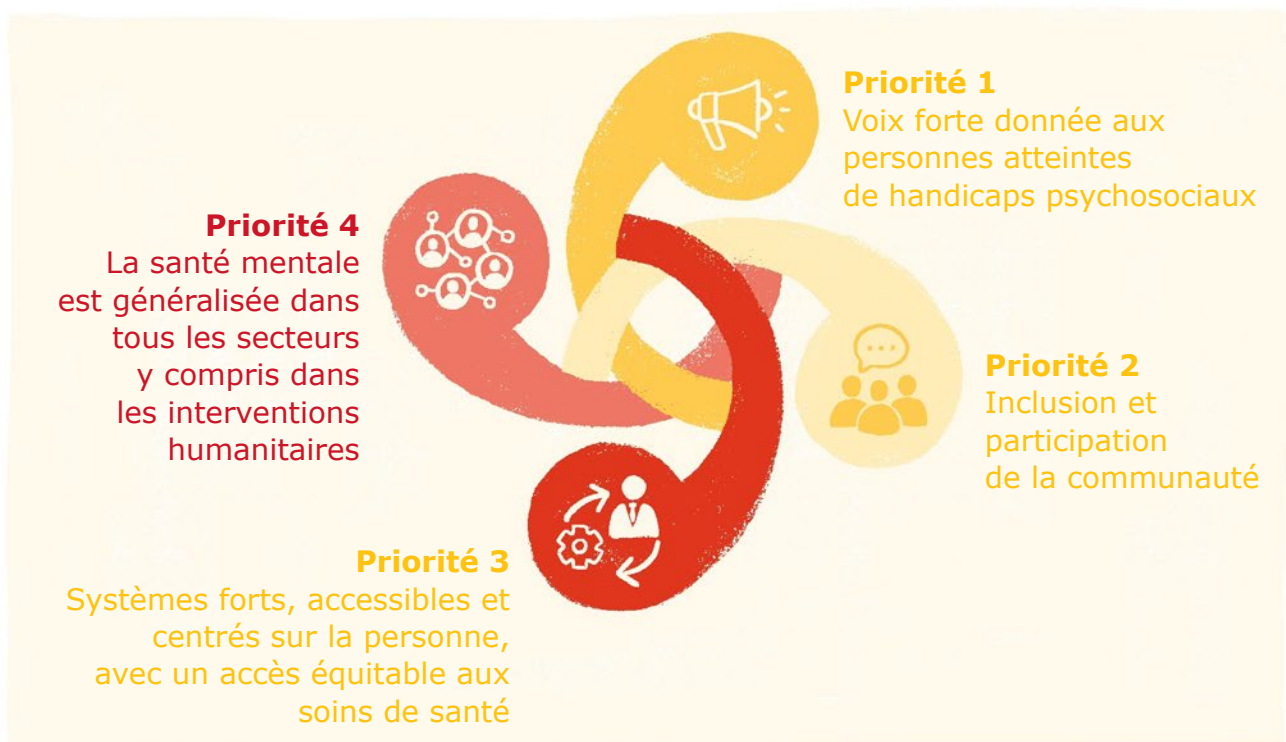 Priorité 1
Voix forte donnée aux
personnes atteintes
de handicaps psychosociaux
Priorité 2
Inclusion et
participation
de la communauté
Priorité 3
Systèmes forts, accessibles et
centrés sur la personne,
avec un accès équitable aux
soins de santé
Priorité 4
La santé mentale
est généralisée dans
tous les secteurs
y compris dans
les interventions
humanitaires